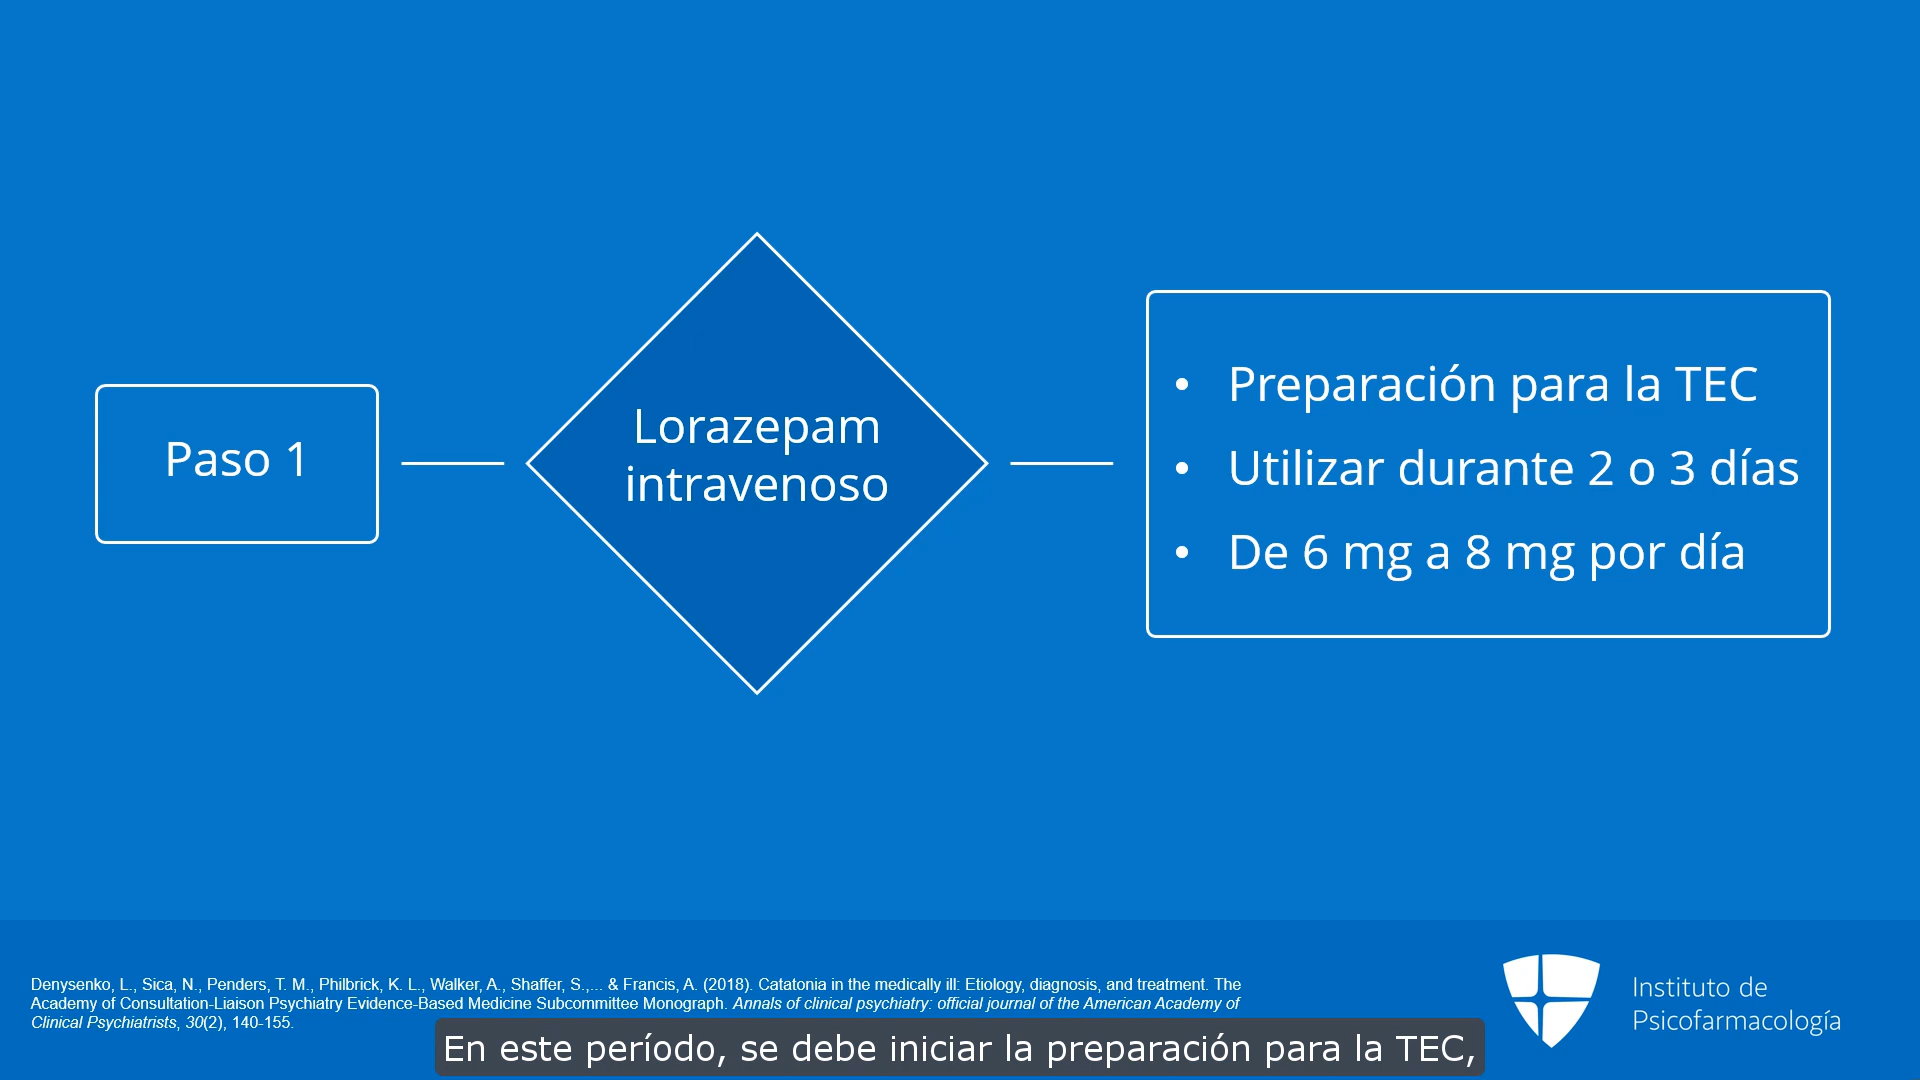 Paso 1
Lorazepam
intravenoso
• Preparación para la TEC
• Utilizar durante 2 o 3 días
• De 6 mg a 8 mg por día
Denysenko, L., Sica, N., Penders, T. M., Philbrick, K. L., Walker, A., Shaffer, S.,... & Francis, A. (2018). Catatonia in the medically ill: Etiology, diagnosis, and treatment. The
Academy of Consultation-Liaison Psychiatry Evidence-Based Medicine Subcommittee Monograph. Annals of clinical psychiatry: official journal of the American Academy of
Clinical Psychiatrists, 30(2), 140-155.
Instituto de
Psicofarmacología
En este período, se debe iniciar la preparación para la TEC,